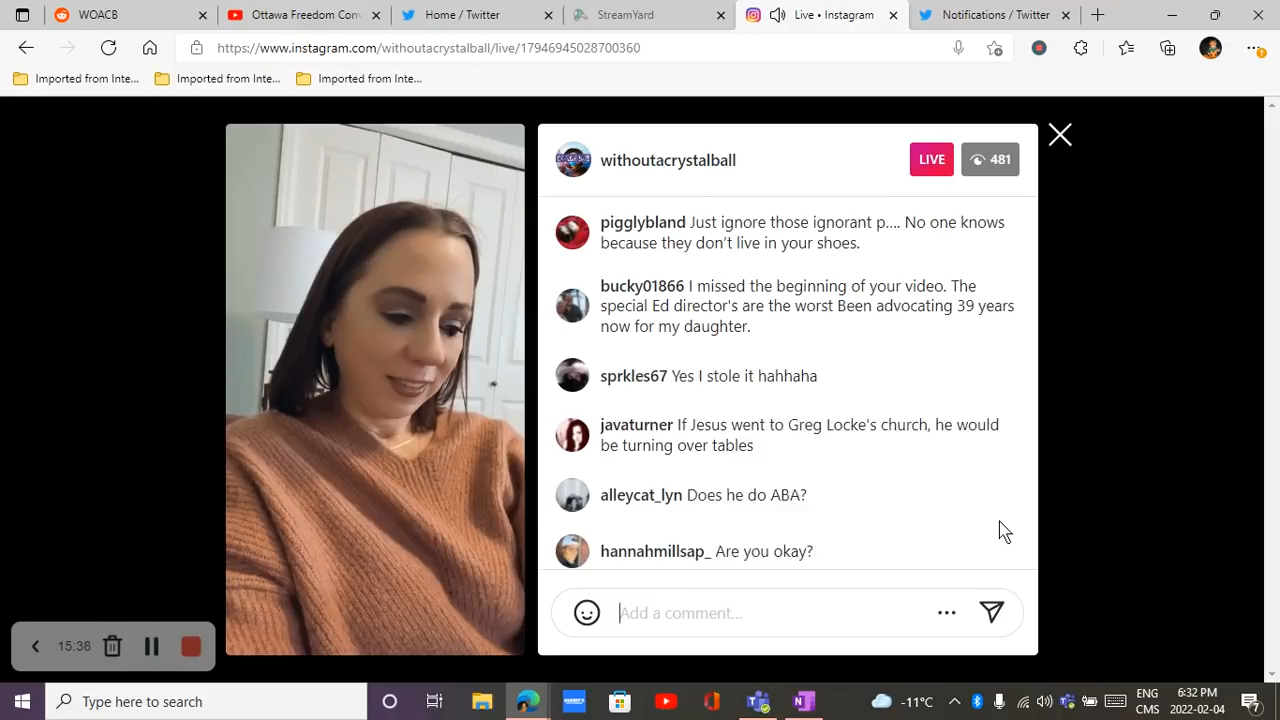 WOACB
Ottawa Freedom Con
Home / Twitter
StreamYard
Live • Instagram
Notifications / Twitter
https://www.instagram.com/withoutacrystalball/live/17946945028700360
Imported from Inte...
Imported from Inte...
Imported from Inte...
withoutacrystalball
LIVE
481
pigglybland Just ignore those ignorant p.... No one knows
because they don’t live in your shoes.
bucky01866 I missed the beginning of your video. The
special Ed director's are the worst Been advocating 39 years
now for my daughter.
sprkles67 Yes I stole it hahhaha
javaturner If Jesus went to Greg Locke's church, he would
be turning over tables
alleycat_lyn Does he do ABA?
hannahmillsap_ Are you okay?
Add a comment...
15:38
Type here to search
-11°C
ENG
CMS
6:32 PM
2022-02-04
7